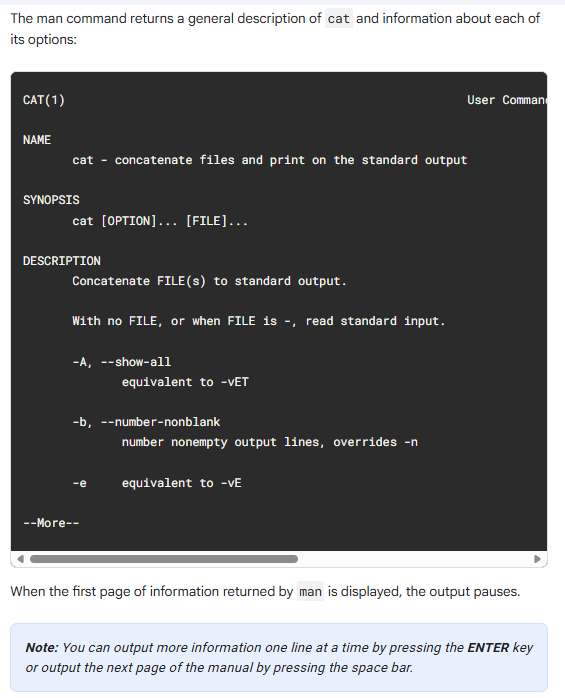 The man command returns a general description of cat and information about each of
its options:
CAT(1) User Comman
NAME
cat - concatenate files and print on the standard output
SYNOPSIS
cat [OPTION]... [FILE]...
DESCRIPTION
Concatenate FILE(s) to standard output.
With no FILE, or when FILE is -, read standard input.
-A, --show-all
equivalent to -vET
-b, --number-nonblank
number nonempty output lines, overrides -n
-e equivalent to -vE
--More--
When the first page of information returned by man is displayed, the output pauses.
Note: You can output more information one line at a time by pressing the ENTER key
or output the next page of the manual by pressing the space bar.